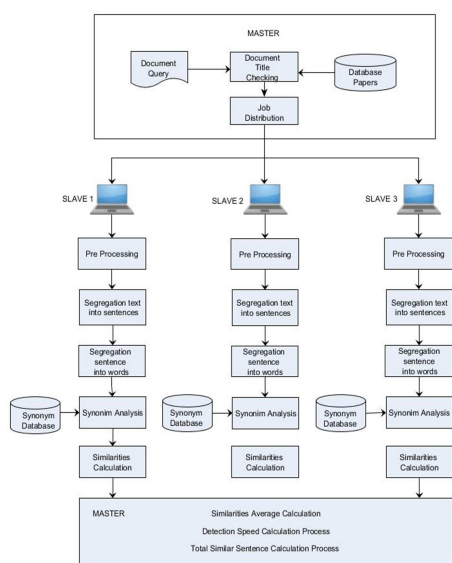 MASTER
Document
Query
Document
Title
Checking
Database
Papers
Job
Distribution
SLAVE 1
SLAVE 2
SLAVE 3
Pre Processing
Pre Processing
Pre Processing
Segregation text
into sentences
Segregation text
into sentences
Segregation text
into sentences
Segregation
sentence
into words
Segregation
sentence
into words
Segregation
sentence
into words
Synonym
Database
Synonim Analysis
Synonym
Database
Synonim Analysis
Synonym
Database
Synonim Analysis
Similarities
Calculation
Similarities
Calculation
Similarities
Calculation
MASTER
Similarities Average Calculation
Detection Speed Calculation Process
Total Similar Sentence Calculation Process